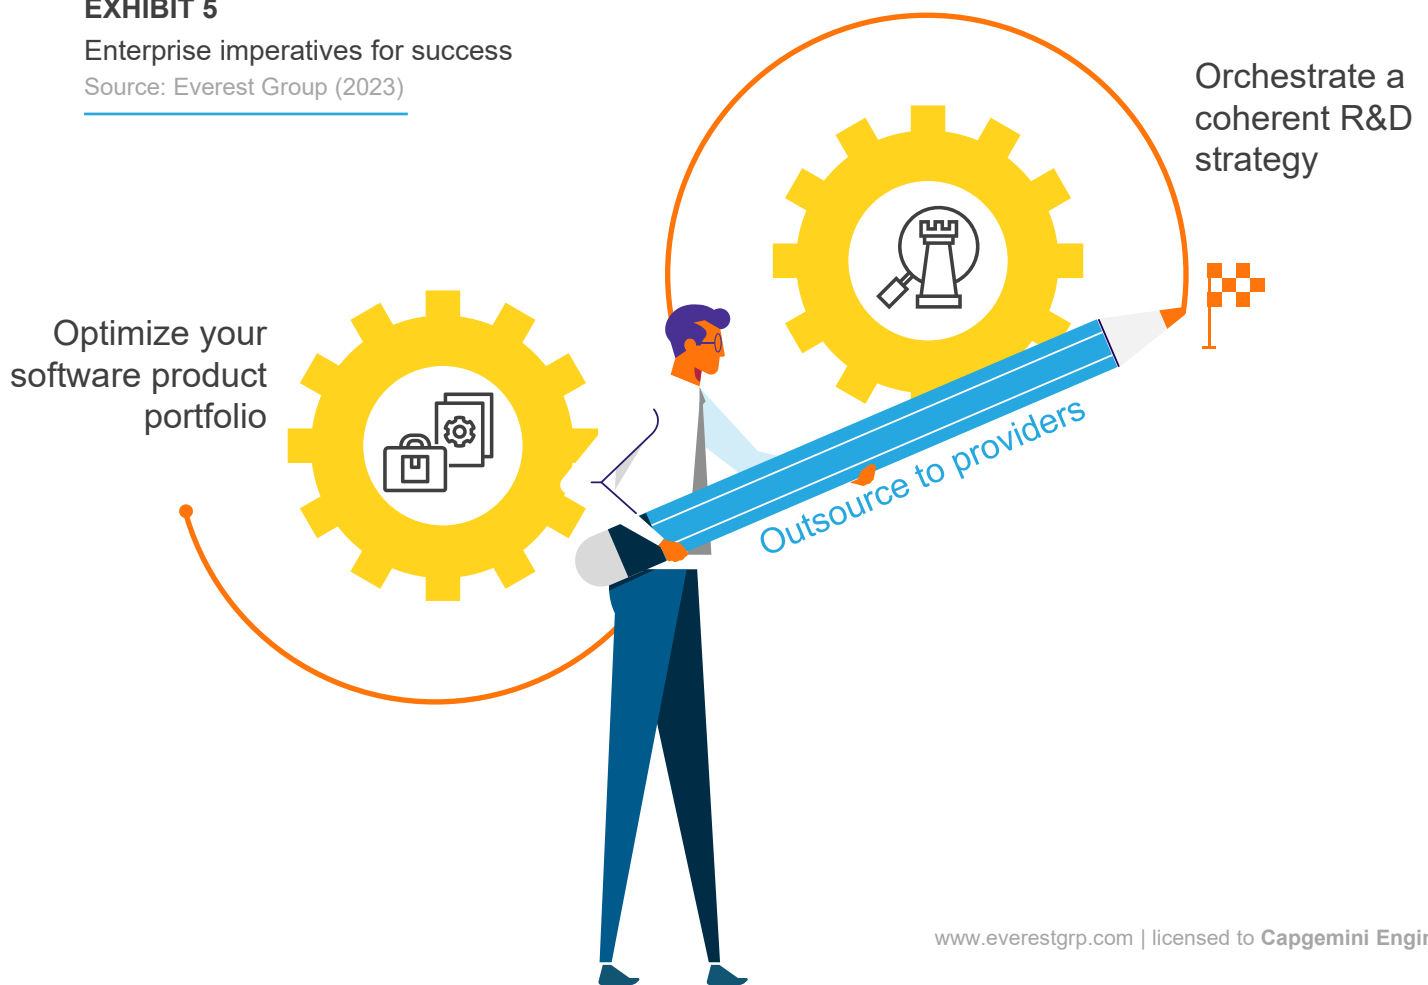 EXHIBIT 5
Enterprise imperatives for success
Source: Everest Group (2023)
Orchestrate a
coherent R&D
strategy
Optimize your
software product
portfolio
Outsource to providers
www.everestgrp.com | licensed to Capgemini Engin